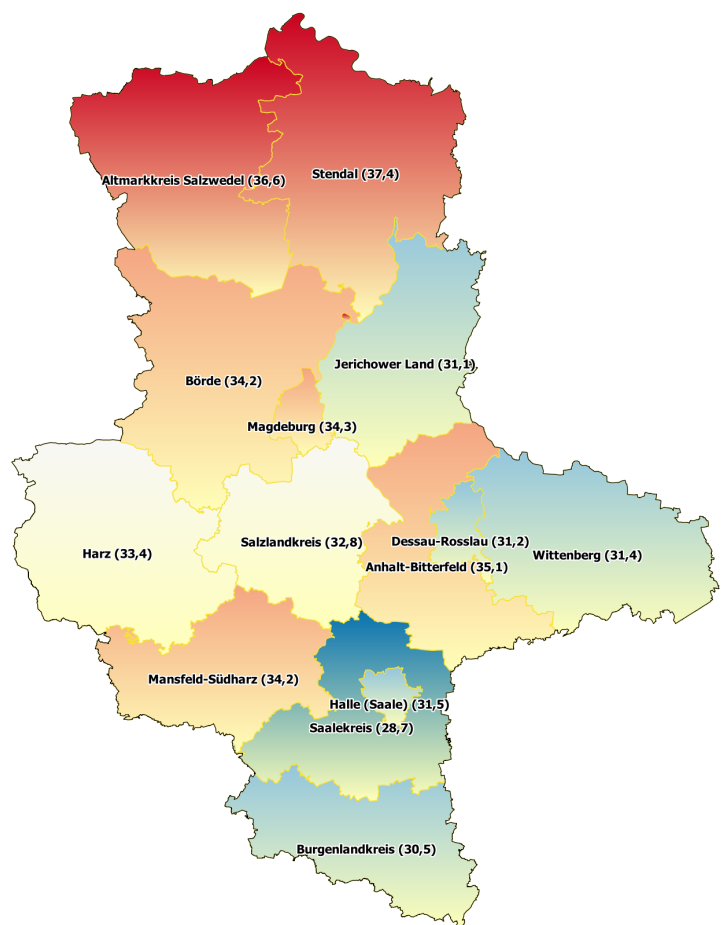 Stendal (37,4)
Altmarkkreis Salzwedel (36,6)
Jerichower Land (31,1)
Börde (34,2)
Magdeburg (34,3)
Salzlandkreis (32,8)
Dessau-Rosslau (31,2)
Harz (33,4)
Wittenberg (31,4)
Anhalt-Bitterfeld (35,1)
Mansfeld-Südharz (34,2)
Halle (Saale) (31,5)
Saalekreis (28,7)
Burgenlandkreis (30,5)